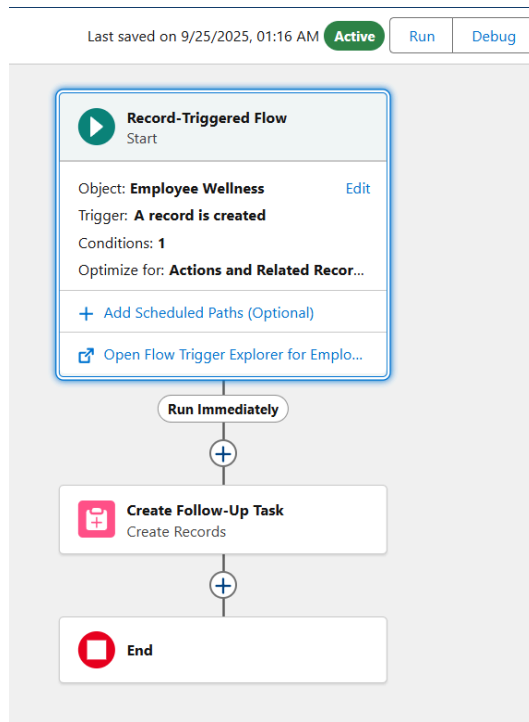 Last saved on 9/25/2025, 01:16 AM Active Run Debug
Record-Triggered Flow
Start
Object: Employee Wellness Edit
Trigger: A record is created
Conditions: 1
Optimize for: Actions and Related Recor...
+ Add Scheduled Paths (Optional)
Open Flow Trigger Explorer for Emplo...
Run Immediately
Create Follow-Up Task
Create Records
End